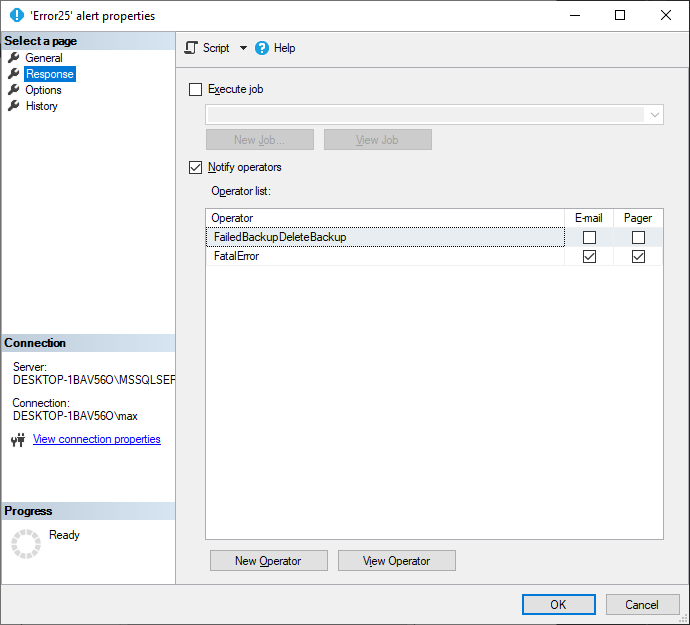 'Error25' alert properties
Select a page
General
Response
Options
History
Script
Help
Execute job
New Job...
View Job
Notify operators
Operator list:
Operator E-mail Pager
FailedBackupDeleteBackup
FatalError
Connection
Server:
DESKTOP-1BAV56O\MSSQLSER
Connection:
DESKTOP-1BAV56O\max
View connection properties
Progress
Ready
New Operator
View Operator
OK
Cancel